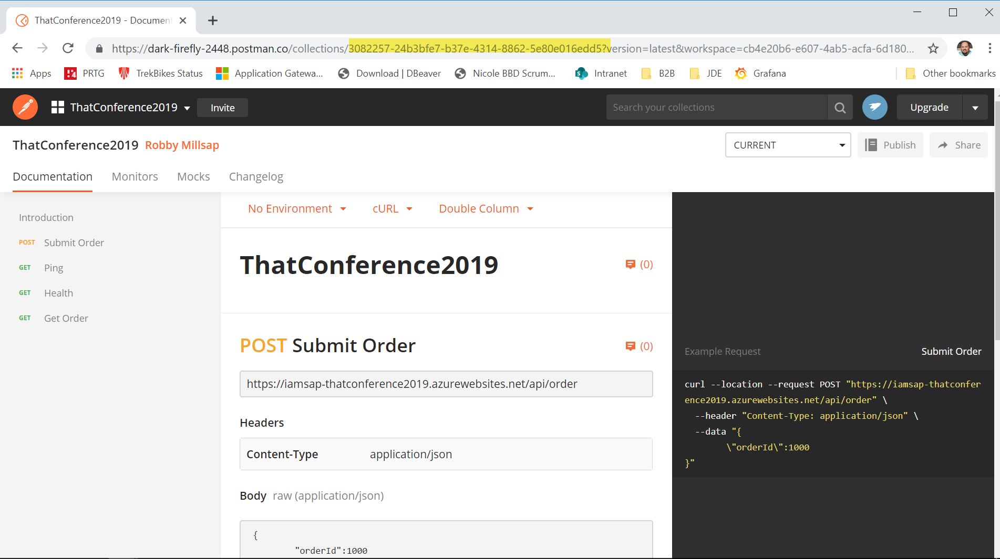 ThatConference2019 - Documen
https://dark-firefly-2448.postman.co/collections/3082257-24b3bfe7-b37e-4314-8862-5e80e016edd5?version=latest&workspace=cb4e20b6-e607-4ab5-acfa-6d180...
Apps PRTG TrekBikes Status Application Gatewa... Download | DBeaver Nicole BBD Scrum... Intranet B2B JDE Grafana Other bookmarks
ThatConference2019 Invite Search your collections Upgrade
ThatConference2019 Robby Millsap CURRENT Publish Share
Documentation Monitors Mocks Changelog
No Environment cURL Double Column
Introduction
POST Submit Order
GET Ping
GET Health
GET Get Order
ThatConference2019 (0)
POST Submit Order (0)
https://iamsap-thatconference2019.azurewebsites.net/api/order
Headers
Content-Type application/json
Body raw (application/json)
{
"orderId":1000
Example Request Submit Order
curl --location --request POST "https://iamsap-thatconfer
ence2019.azurewebsites.net/api/order" \
--header "Content-Type: application/json" \
--data "{
\"orderId\":1000
}"